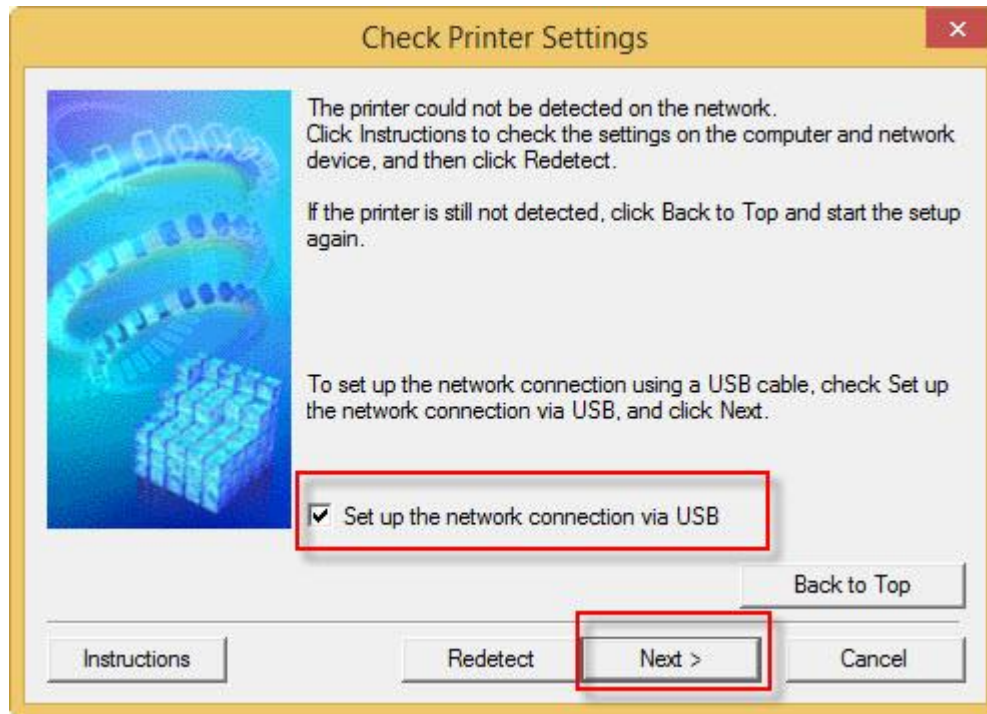 Check Printer Settings
The printer could not be detected on the network.
Click Instructions to check the settings on the computer and network
device, and then click Redetect.
If the printer is still not detected, click Back to Top and start the setup
again.
To set up the network connection using a USB cable, check Set up
the network connection via USB, and click Next.
Set up the network connection via USB
Back to Top
Instructions
Redetect
Next >
Cancel